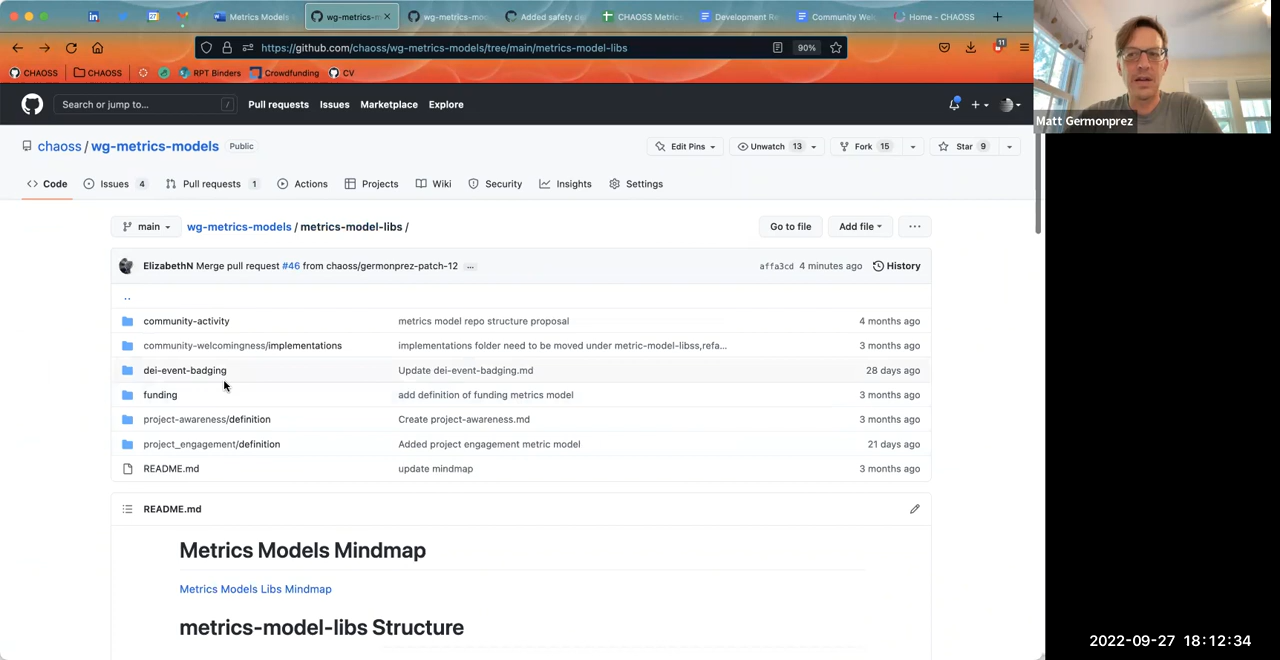 Metrics Models
wg-metrics-m
wg-metrics-mo
Added safety de
CHAOSS Metric
Development Re
Community Wel
Home - CHAOSS
https://github.com/chaoss/wg-metrics-models/tree/main/metrics-model-libs
90%
11
CHAOSS
CHAOSS
RPT Binders
Crowdfunding
CV
Search or jump to...
/
Pull requests
Issues
Marketplace
Explore
Matt Germonprez
chaoss / wg-metrics-models
Public
Edit Pins
Unwatch 13
Fork 15
Star 9
Code
Issues 4
Pull requests 1
Actions
Projects
Wiki
Security
Insights
Settings
main
wg-metrics-models / metrics-model-libs /
Go to file
Add file
...
ElizabethN Merge pull request #46 from chaoss/germonprez-patch-12 ...
affa3cd 4 minutes ago
History
..
community-activity metrics model repo structure proposal 4 months ago
community-welcomingness/implementations implementations folder need to be moved under metric-model-libss,refa... 3 months ago
dei-event-badging Update dei-event-badging.md 28 days ago
funding add definition of funding metrics model 3 months ago
project-awareness/definition Create project-awareness.md 3 months ago
project_engagement/definition Added project engagement metric model 21 days ago
README.md update mindmap 3 months ago
README.md
Metrics Models Mindmap
Metrics Models Libs Mindmap
metrics-model-libs Structure
2022-09-27 18:12:34